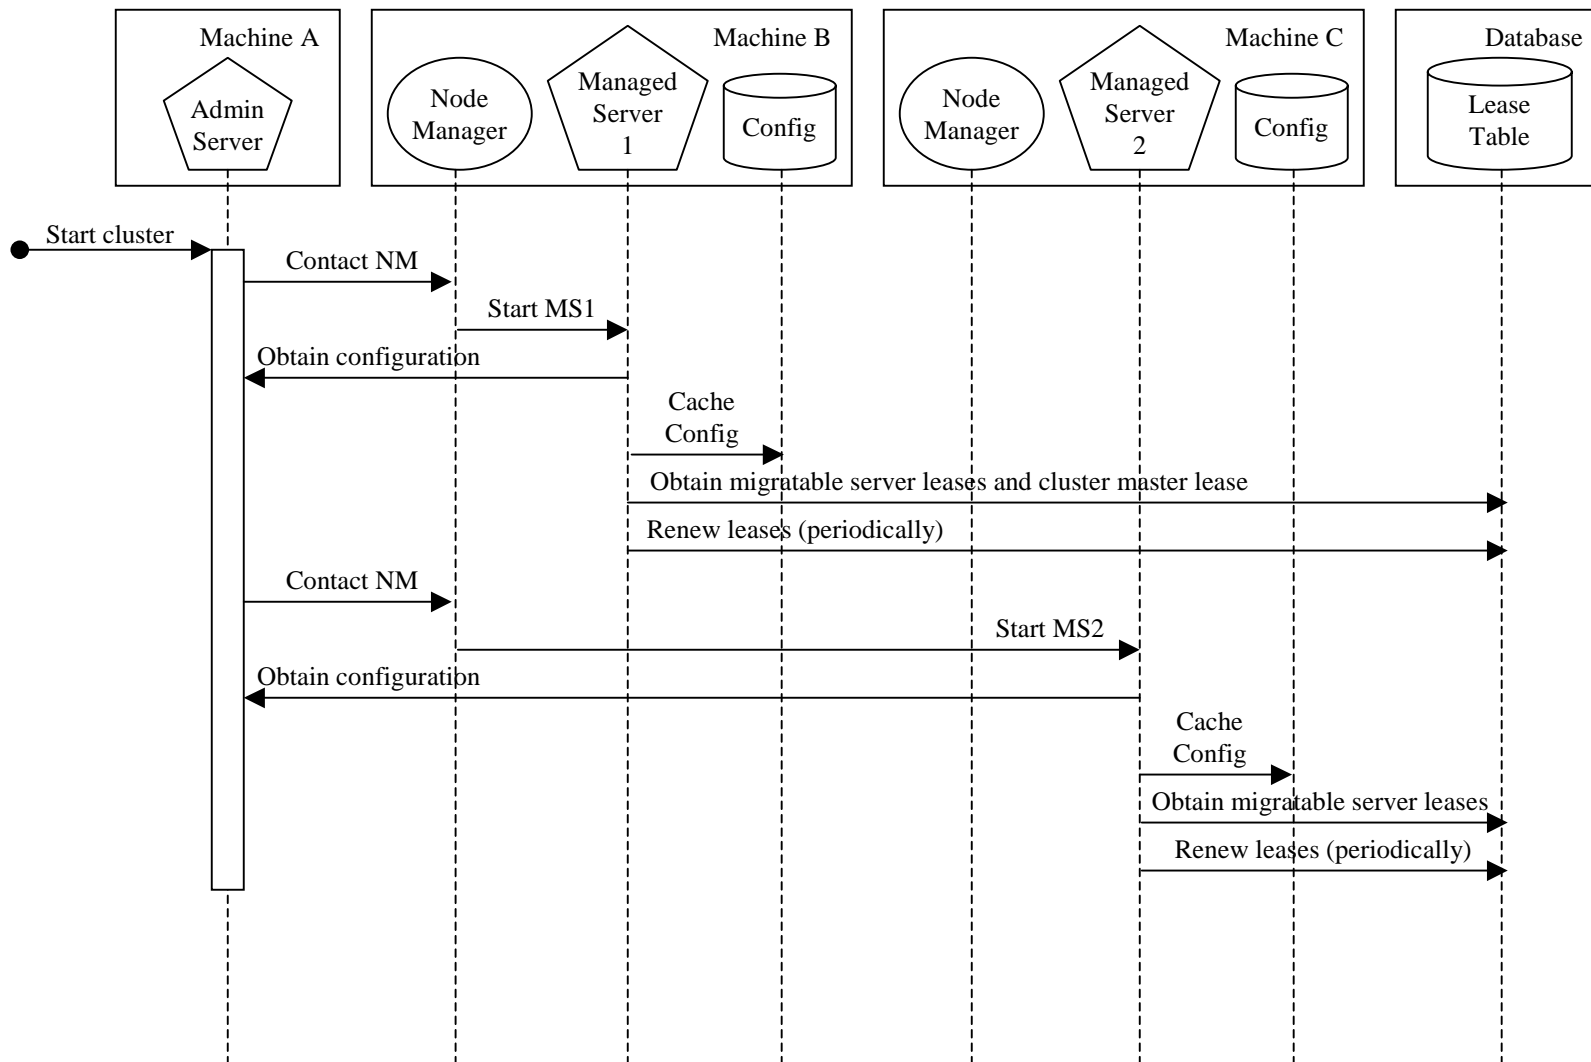 Machine A
Machine B
Machine C
Database
Admin
Server
Node
Manager
Managed
Server
1
Config
Node
Manager
Managed
Server
2
Config
Lease
Table
Start cluster
Contact NM
Start MS1
Obtain configuration
Cache
Config
Obtain migratable server leases and cluster master lease
Renew leases (periodically)
Contact NM
Start MS2
Obtain configuration
Cache
Config
Obtain migratable server leases
Renew leases (periodically)